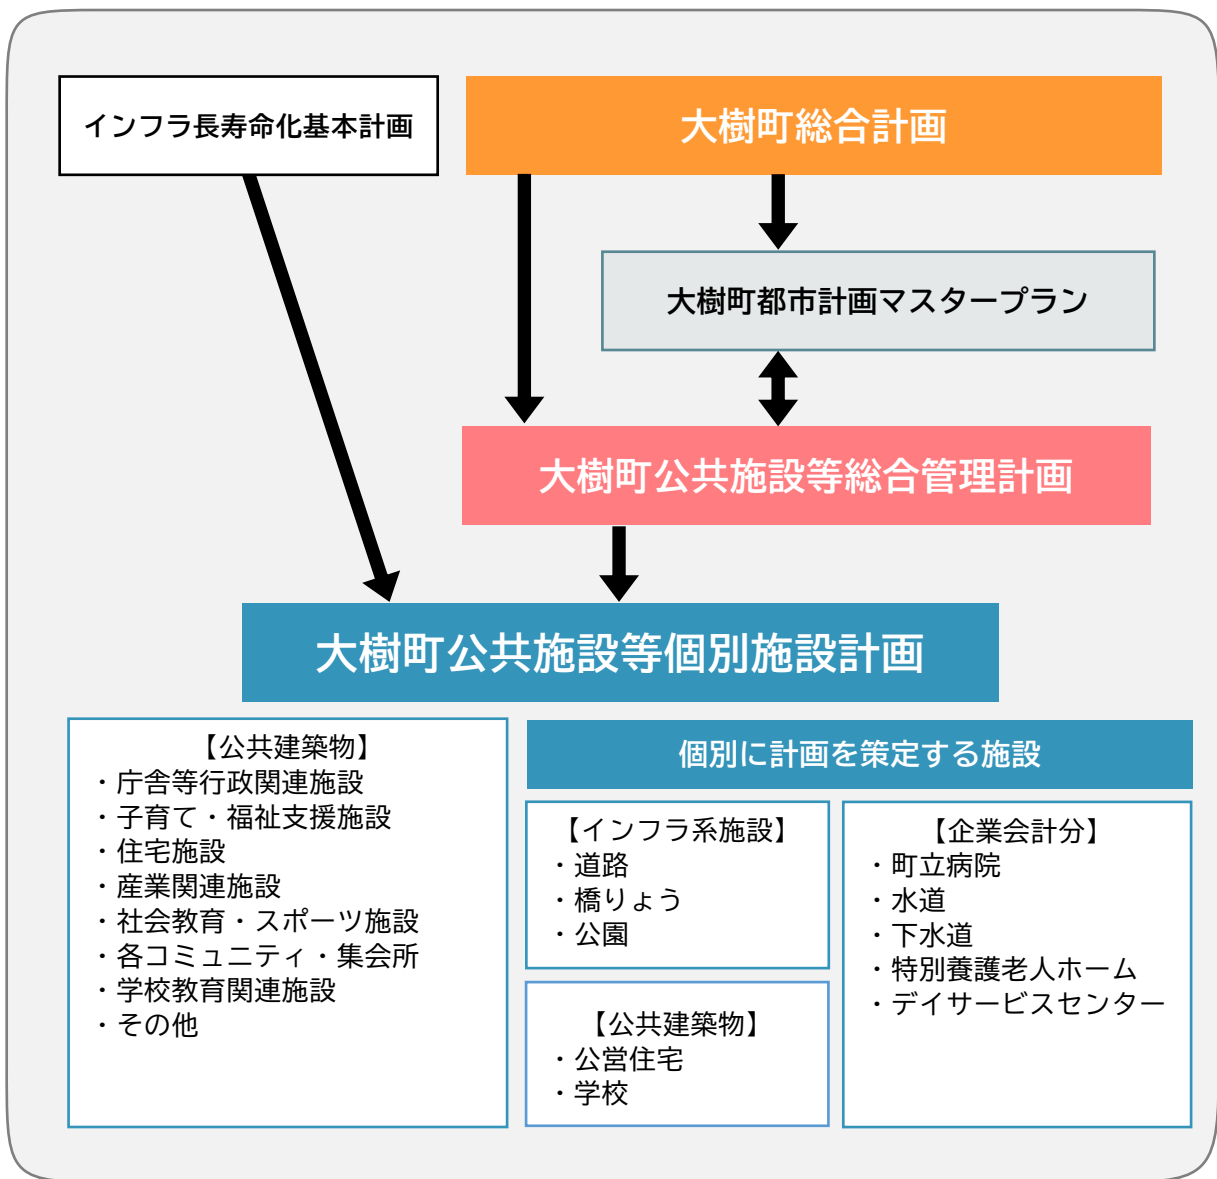 インフラ長寿命化基本計画
大樹町総合計画
大樹町都市計画マスタープラン
大樹町公共施設等総合管理計画
大樹町公共施設等個別施設計画
【公共建築物】
・庁舎等行政関連施設
・子育て・福祉支援施設
・住宅施設
・産業関連施設
・社会教育・スポーツ施設
・各コミュニティ・集会所
・学校教育関連施設
・その他
個別に計画を策定する施設
【インフラ系施設】
・道路
・橋りょう
・公園
【公共建築物】
・公営住宅
・学校
【企業会計分】
・町立病院
・水道
・下水道
・特別養護老人ホーム
・デイサービスセンター